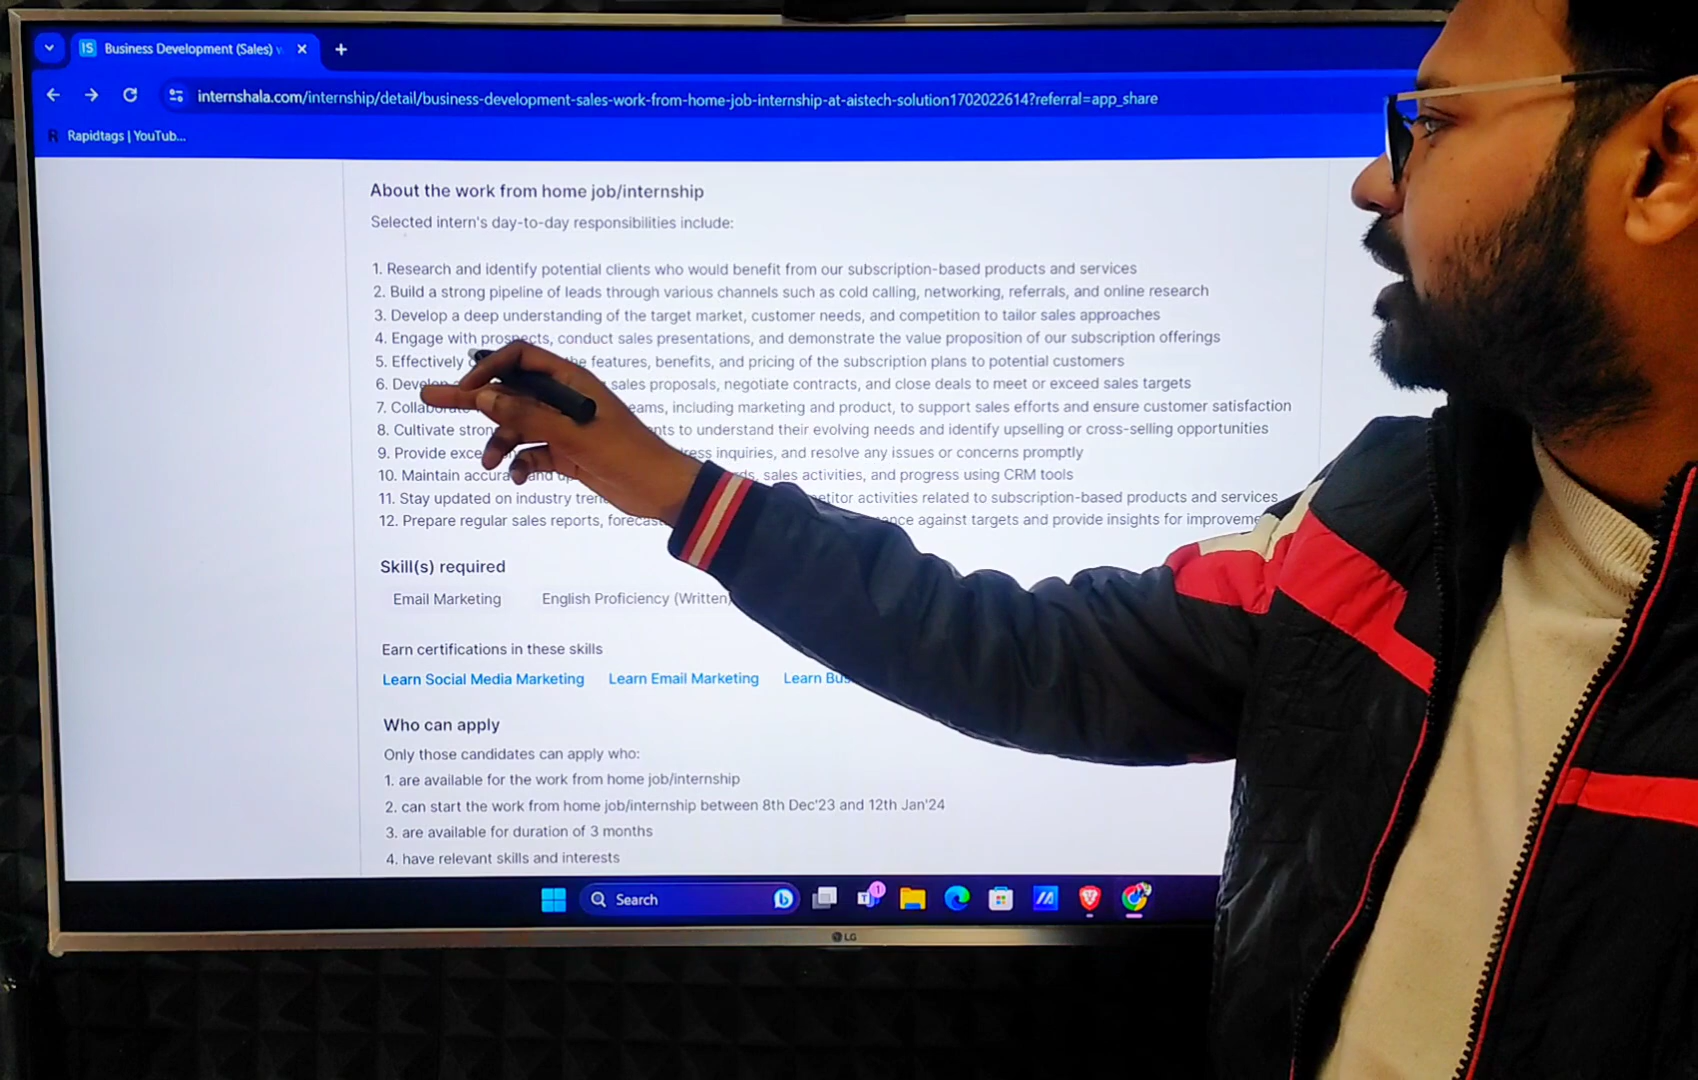 Business Development (Sales)
internshala.com/internship/detail/business-development-sales-work-from-home-job-internship-at-aistech-solution1702022614?referral=app_share
Rapidtags | YouTub...
About the work from home job/internship
Selected intern's day-to-day responsibilities include:
1. Research and identify potential clients who would benefit from our subscription-based products and services
2. Build a strong pipeline of leads through various channels such as cold calling, networking, referrals, and online research
3. Develop a deep understanding of the target market, customer needs, and competition to tailor sales approaches
4. Engage with prospects, conduct sales presentations, and demonstrate the value proposition of our subscription offerings
5. Effectively the features, benefits, and pricing of the subscription plans to potential customers
6. Develop sales proposals, negotiate contracts, and close deals to meet or exceed sales targets
7. Collaborate teams, including marketing and product, to support sales efforts and ensure customer satisfaction
8. Cultivate to understand their evolving needs and identify upselling or cross-selling opportunities
9. Provide inquiries, and resolve any issues or concerns promptly
10. Maintain and sales activities, and progress using CRM tools
11. Stay updated on industry activities related to subscription-based products and services
12. Prepare regular sales reports, against targets and provide insights for
Skill(s) required
Email Marketing English Proficiency (Written)
Earn certifications in these skills
Learn Social Media Marketing Learn Email Marketing Learn
Who can apply
Only those candidates can apply who:
1. are available for the work from home job/internship
2. can start the work from home job/internship between 8th Dec'23 and 12th Jan'24
3. are available for duration of 3 months
4. have relevant skills and interests
Search
LG